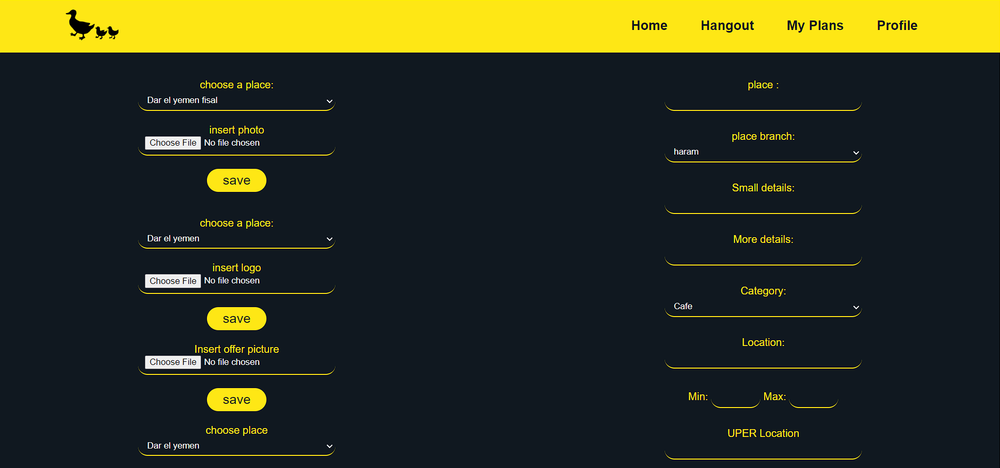 Home Hangout My Plans Profile
choose a place:
Dar el yemen fisal
insert photo
Choose File No file chosen
save
choose a place:
Dar el yemen
insert logo
Choose File No file chosen
save
Insert offer picture
Choose File No file chosen
save
choose place
Dar el yemen
place :
place branch:
haram
Small details:
More details:
Category:
Cafe
Location:
Min: Max:
UPER Location